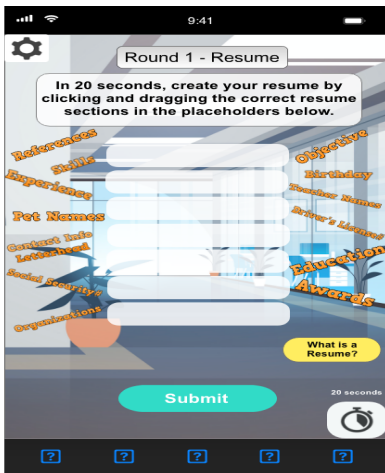 9:41
Round 1 - Resume
In 20 seconds, create your resume by
clicking and dragging the correct resume
sections in the placeholders below.
References
Skills
Experience
Pet Names
Contact Info
Letterhead
Social Security's
Organizations
Objective
Birthday
Teacher Names
Driver's License?
Education
Awards
What is a
Resume?
Submit
20 seconds
? ? ? ? ?